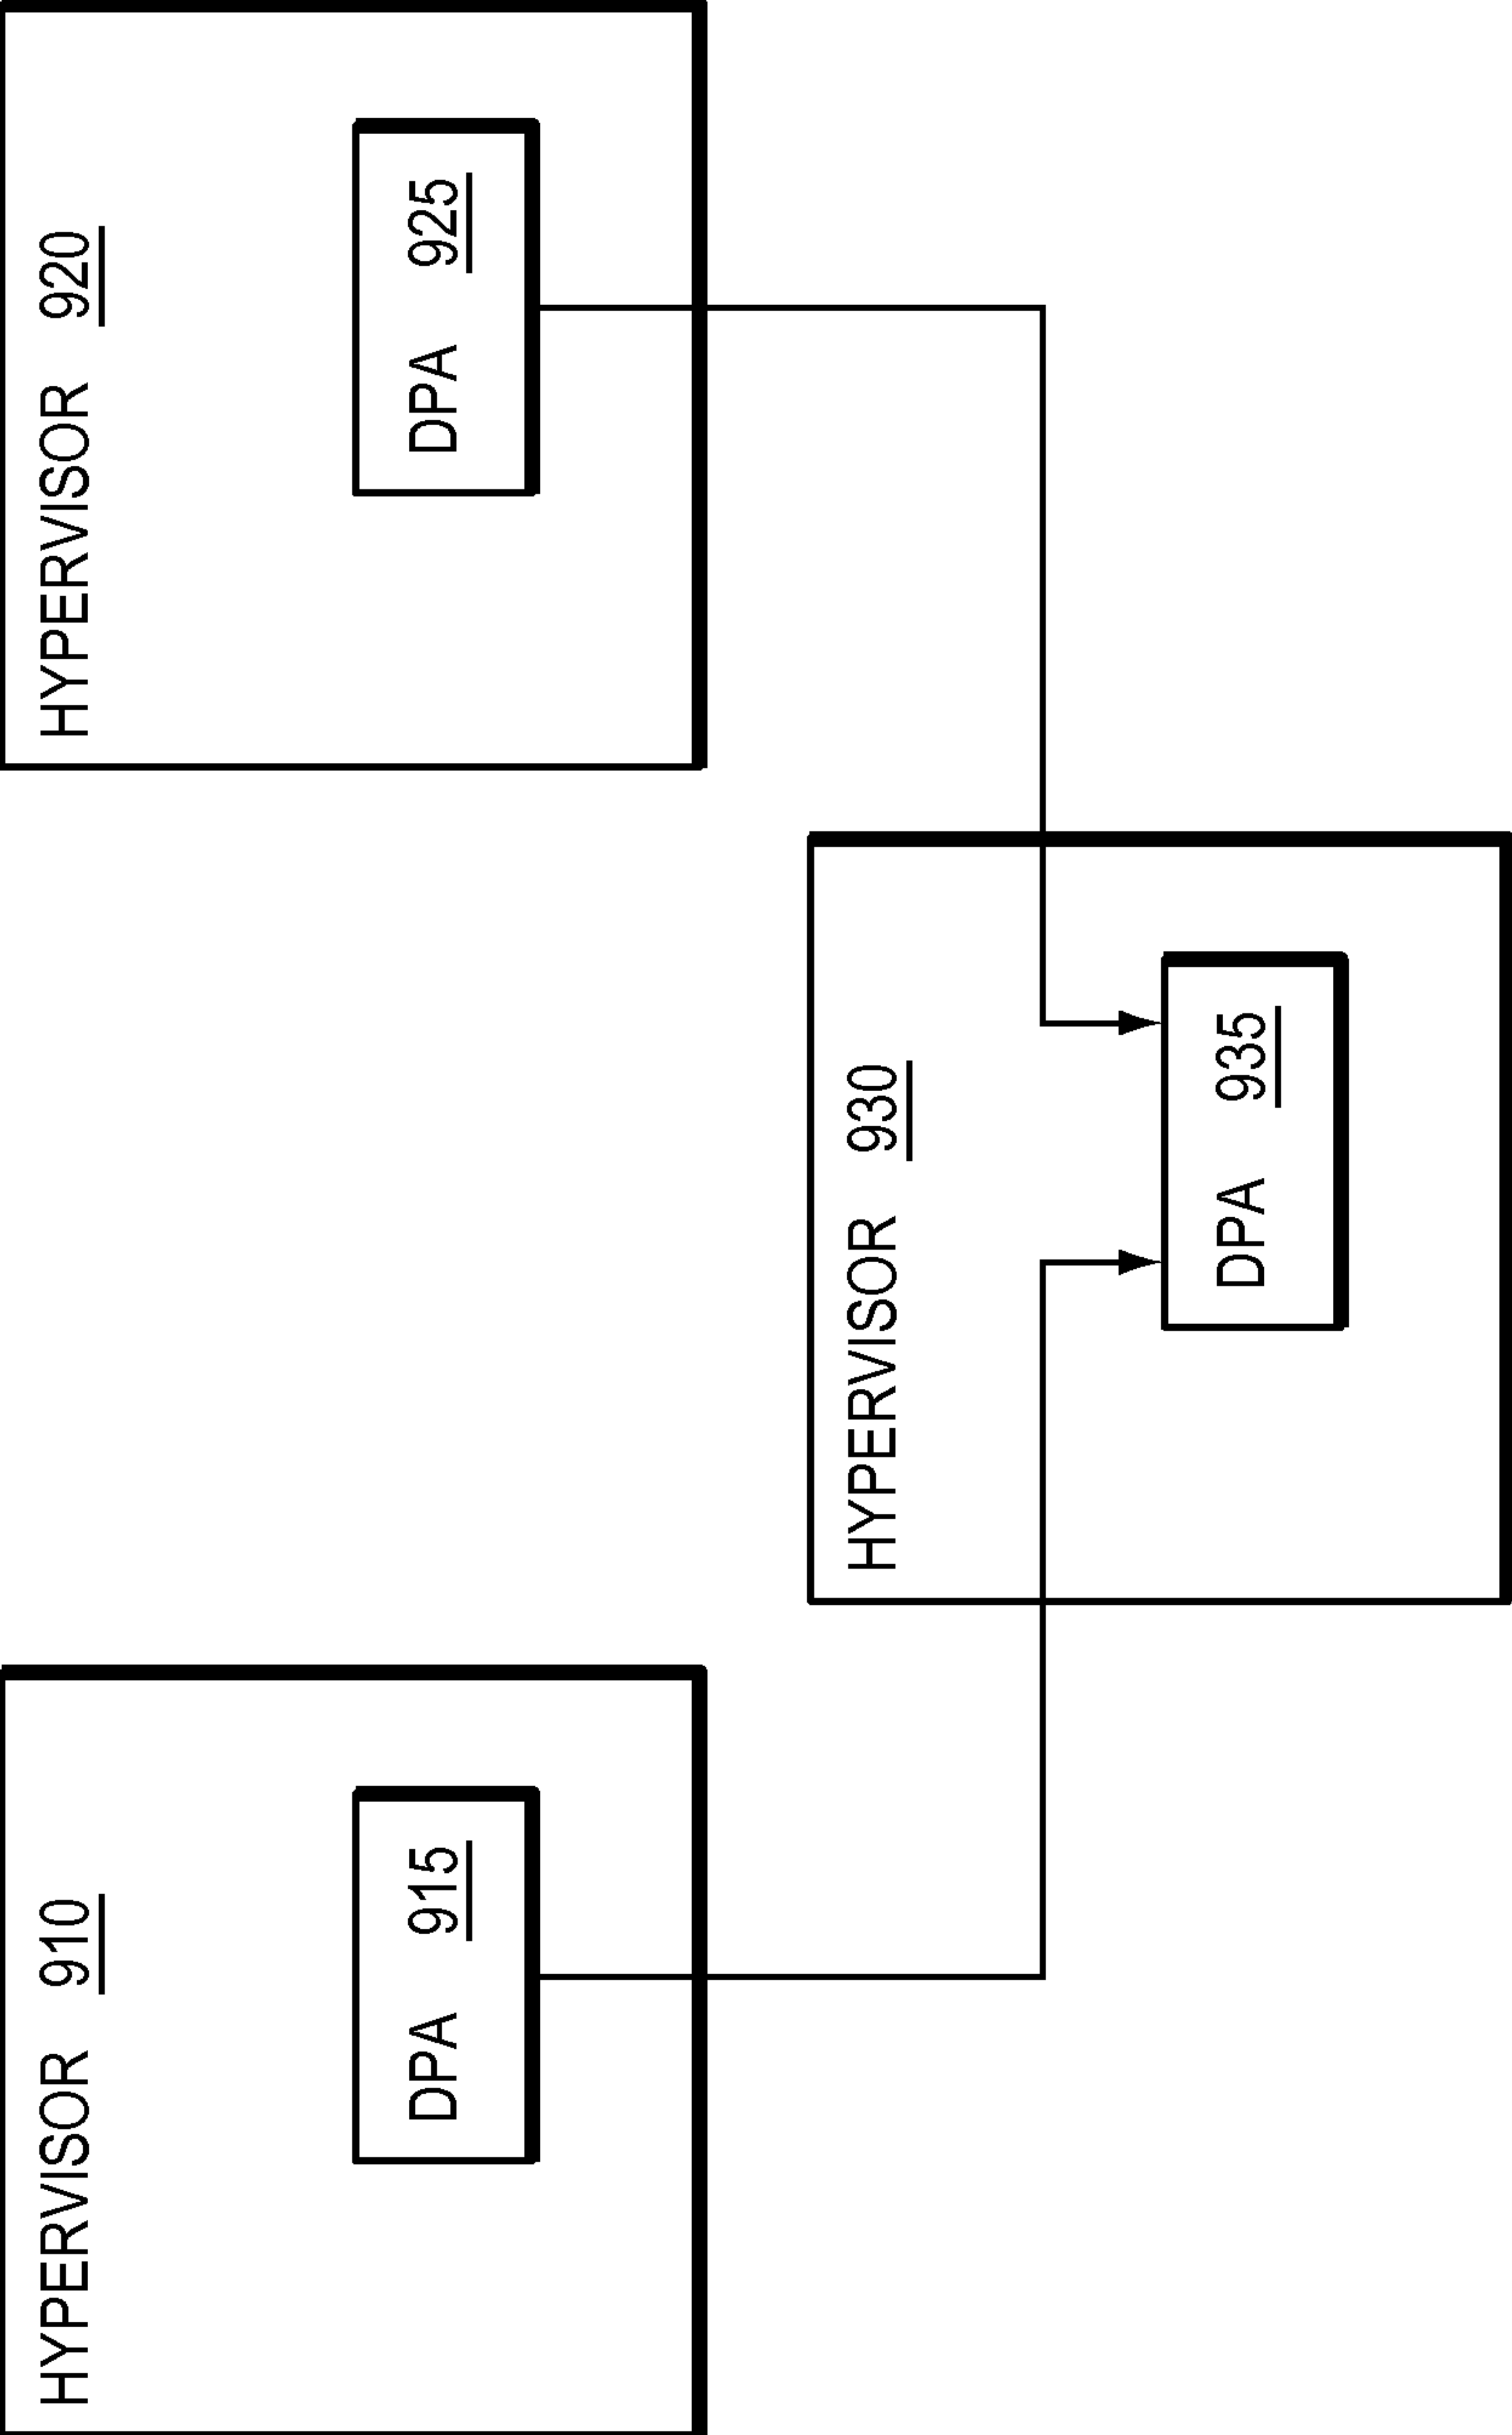 HYPERVISOR 910
DPA 915
HYPERVISOR 920
DPA 925
HYPERVISOR 930
DPA 935